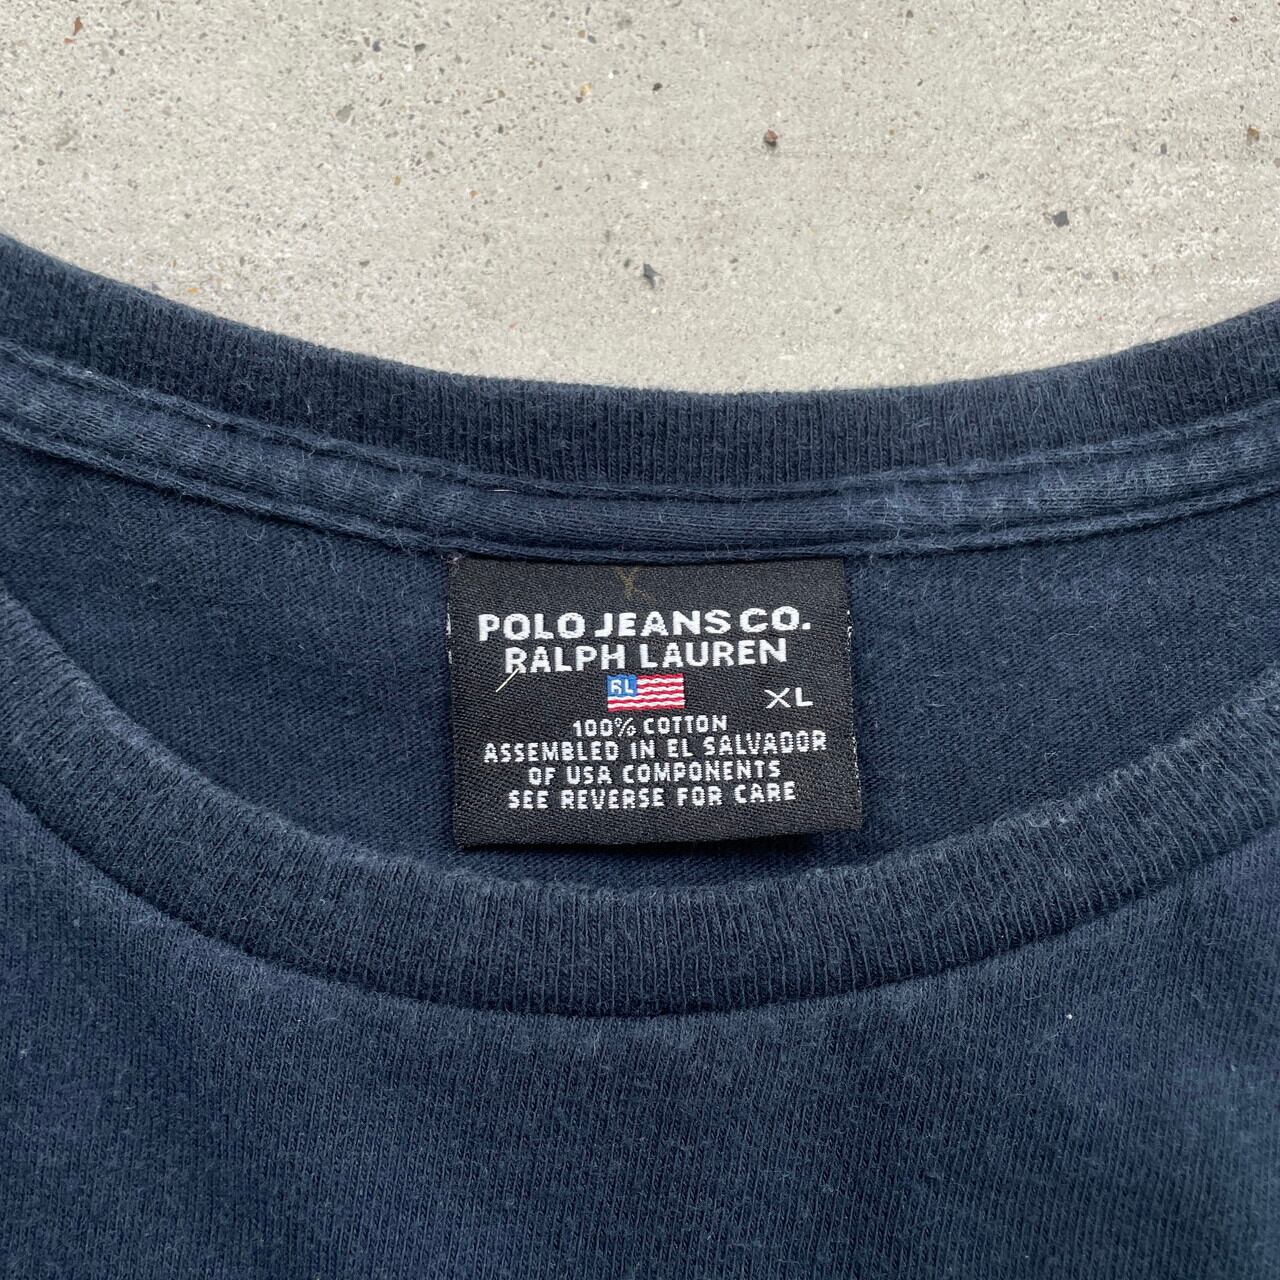 POLO JEANS CO.
RALPH LAUREN
RL
XL
100% COTTON
ASSEMBLED IN EL SALVADOR
OF USA COMPONENTS
SEE REVERSE FOR CARE